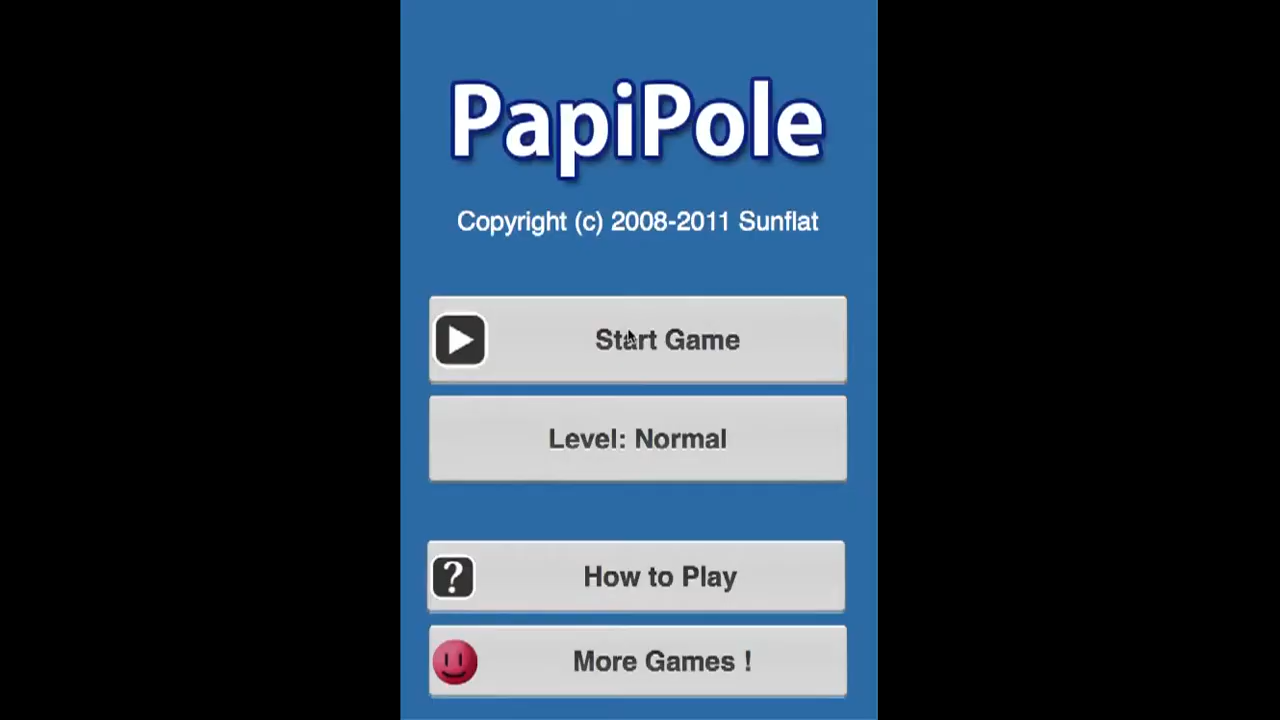 PapiPole
Copyright (c) 2008-2011 Sunflat
Start Game
Level: Normal
? How to Play
More Games !